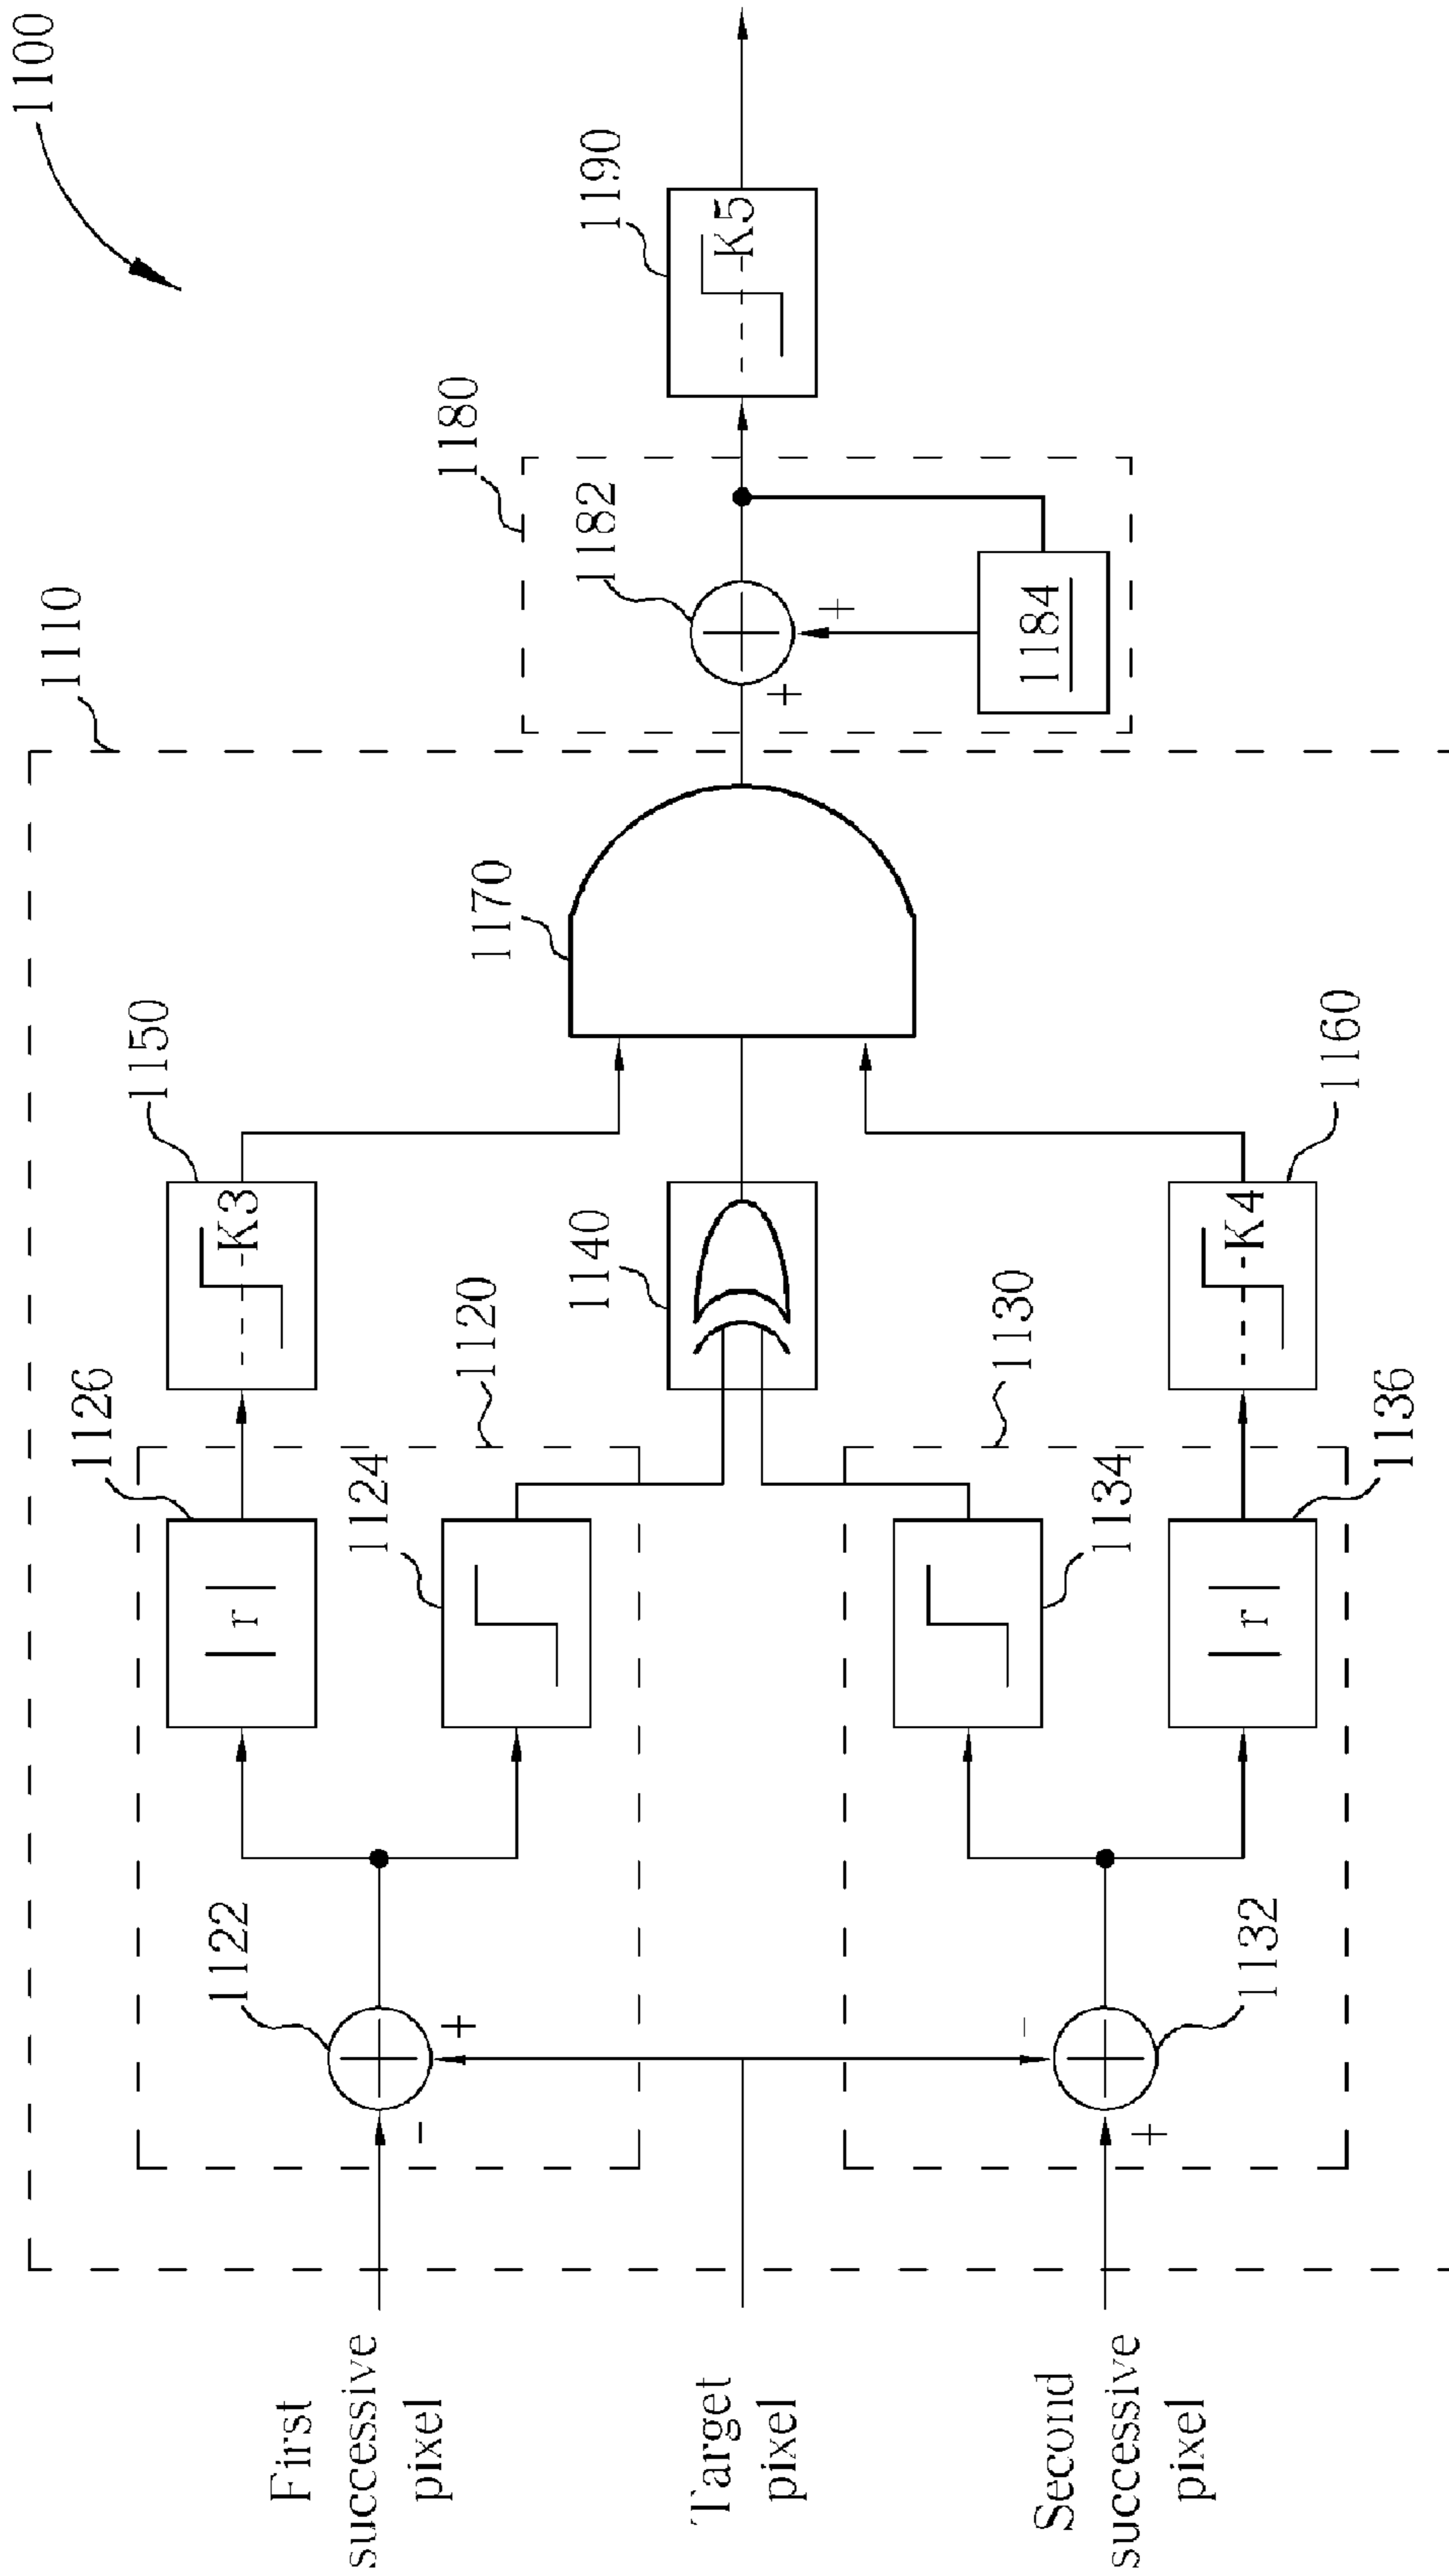 1100
1110
1180
1190
K5
1182
1184
+
+
1170
1150
K3
1160
K4
1140
1120
1130
1126
|r|
1124
1134
1136
|r|
1122
+
-
1132
-
+
First
successive
pixel
Target
pixel
Second
successive
pixel